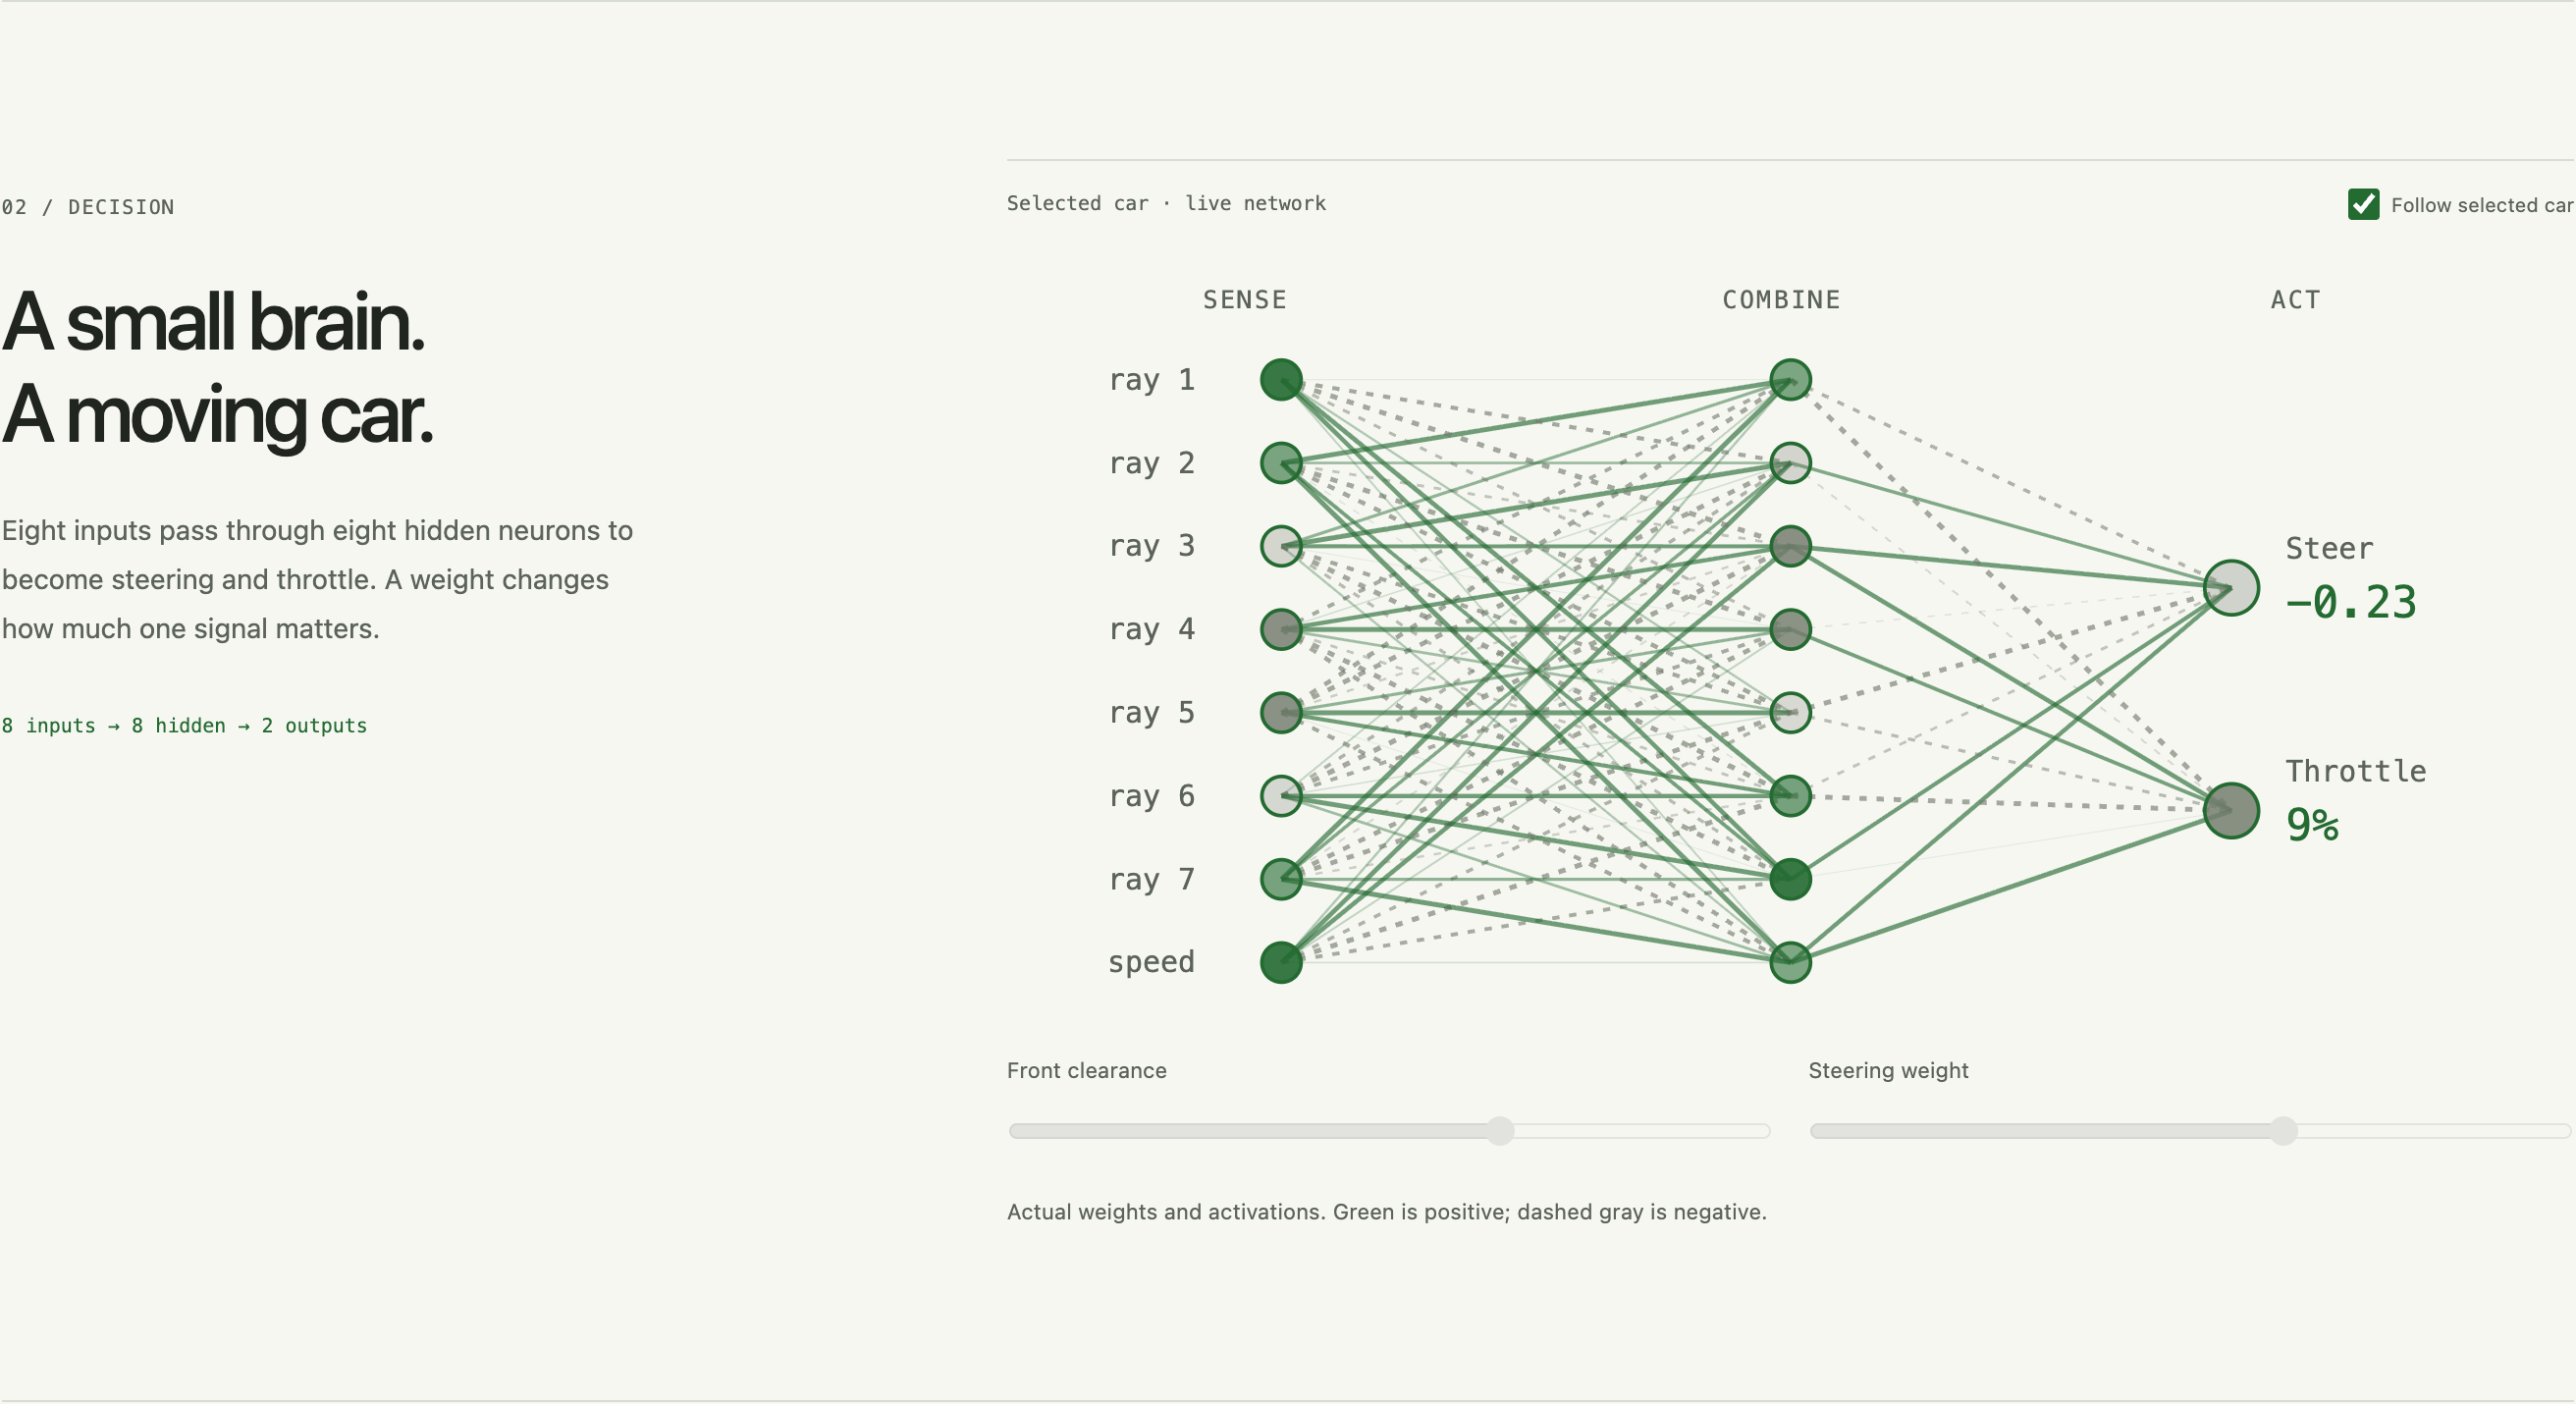 02 / DECISION
A small brain.
A moving car.
Eight inputs pass through eight hidden neurons to
become steering and throttle. A weight changes
how much one signal matters.
8 inputs → 8 hidden → 2 outputs
Selected car · live network
Follow selected car
SENSE
COMBINE
ACT
ray 1
ray 2
ray 3
ray 4
ray 5
ray 6
ray 7
speed
Steer
−0.23
Throttle
9%
Front clearance
Steering weight
Actual weights and activations. Green is positive; dashed gray is negative.